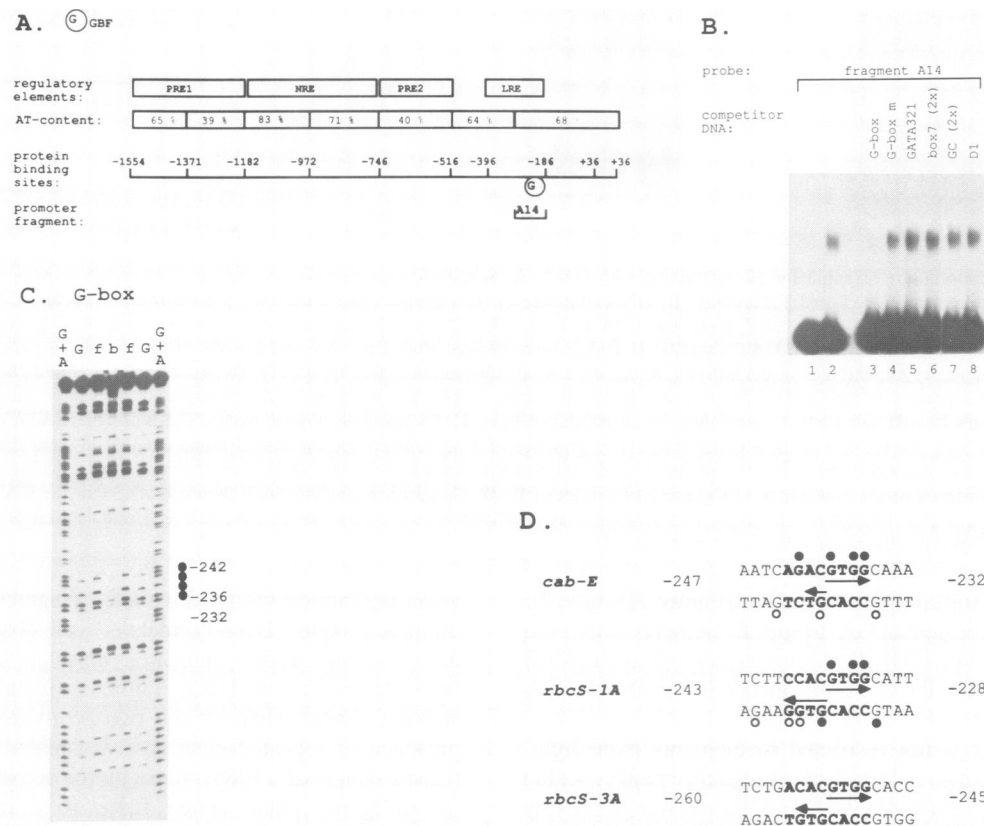 A. G GBF
regulatory elements: PRE1 NRE PRE2 LRE
AT-content: 65 % 39 % 83 % 71 % 40 % 64 % 68
protein binding sites: -1554 -1371 -1182 -972 -746 -516 -396 -186 +36 +36
G
promoter fragment: A14
B.
probe: fragment A14
competitor DNA: G-box G-box m GATA321 box7 (2x) GC (2x) D1
1 2 3 4 5 6 7 8
C. G-box
G+A G f b f G G+A
-242
-236
-232
D.
cab-E -247 AATCAGACGTGGCAAA -232
TTAGTCTGCACCGTTT
rbcS-1A -243 TCTTCCACGTGGCATT -228
AGAAGGTGCACCGTAA
rbcS-3A -260 TCTGACACGTGGCACC -245
AGACTGTGCACCGTGG